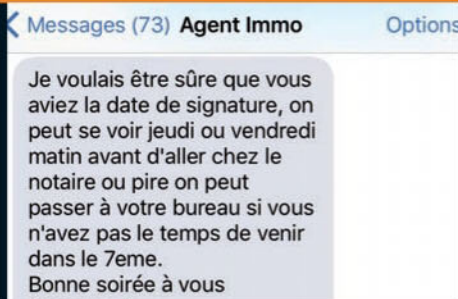 Messages (73) Agent Immo Options
Je voulais être sûre que vous
aviez la date de signature, on
peut se voir jeudi ou vendredi
matin avant d'aller chez le
notaire ou pire on peut
passer à votre bureau si vous
n'avez pas le temps de venir
dans le 7eme.
Bonne soirée à vous